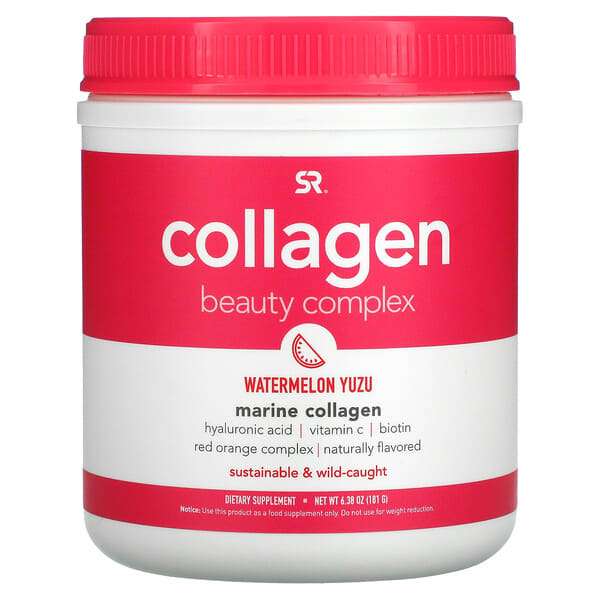 SR®
collagen
beauty complex
WATERMELON YUZU
marine collagen
hyaluronic acid | vitamin c | biotin
red orange complex | naturally flavored
sustainable & wild-caught
DIETARY SUPPLEMENT ▪ NET WT 6.38 OZ (181 G)
Notice: Use this product as a food supplement only. Do not use for weight reduction.